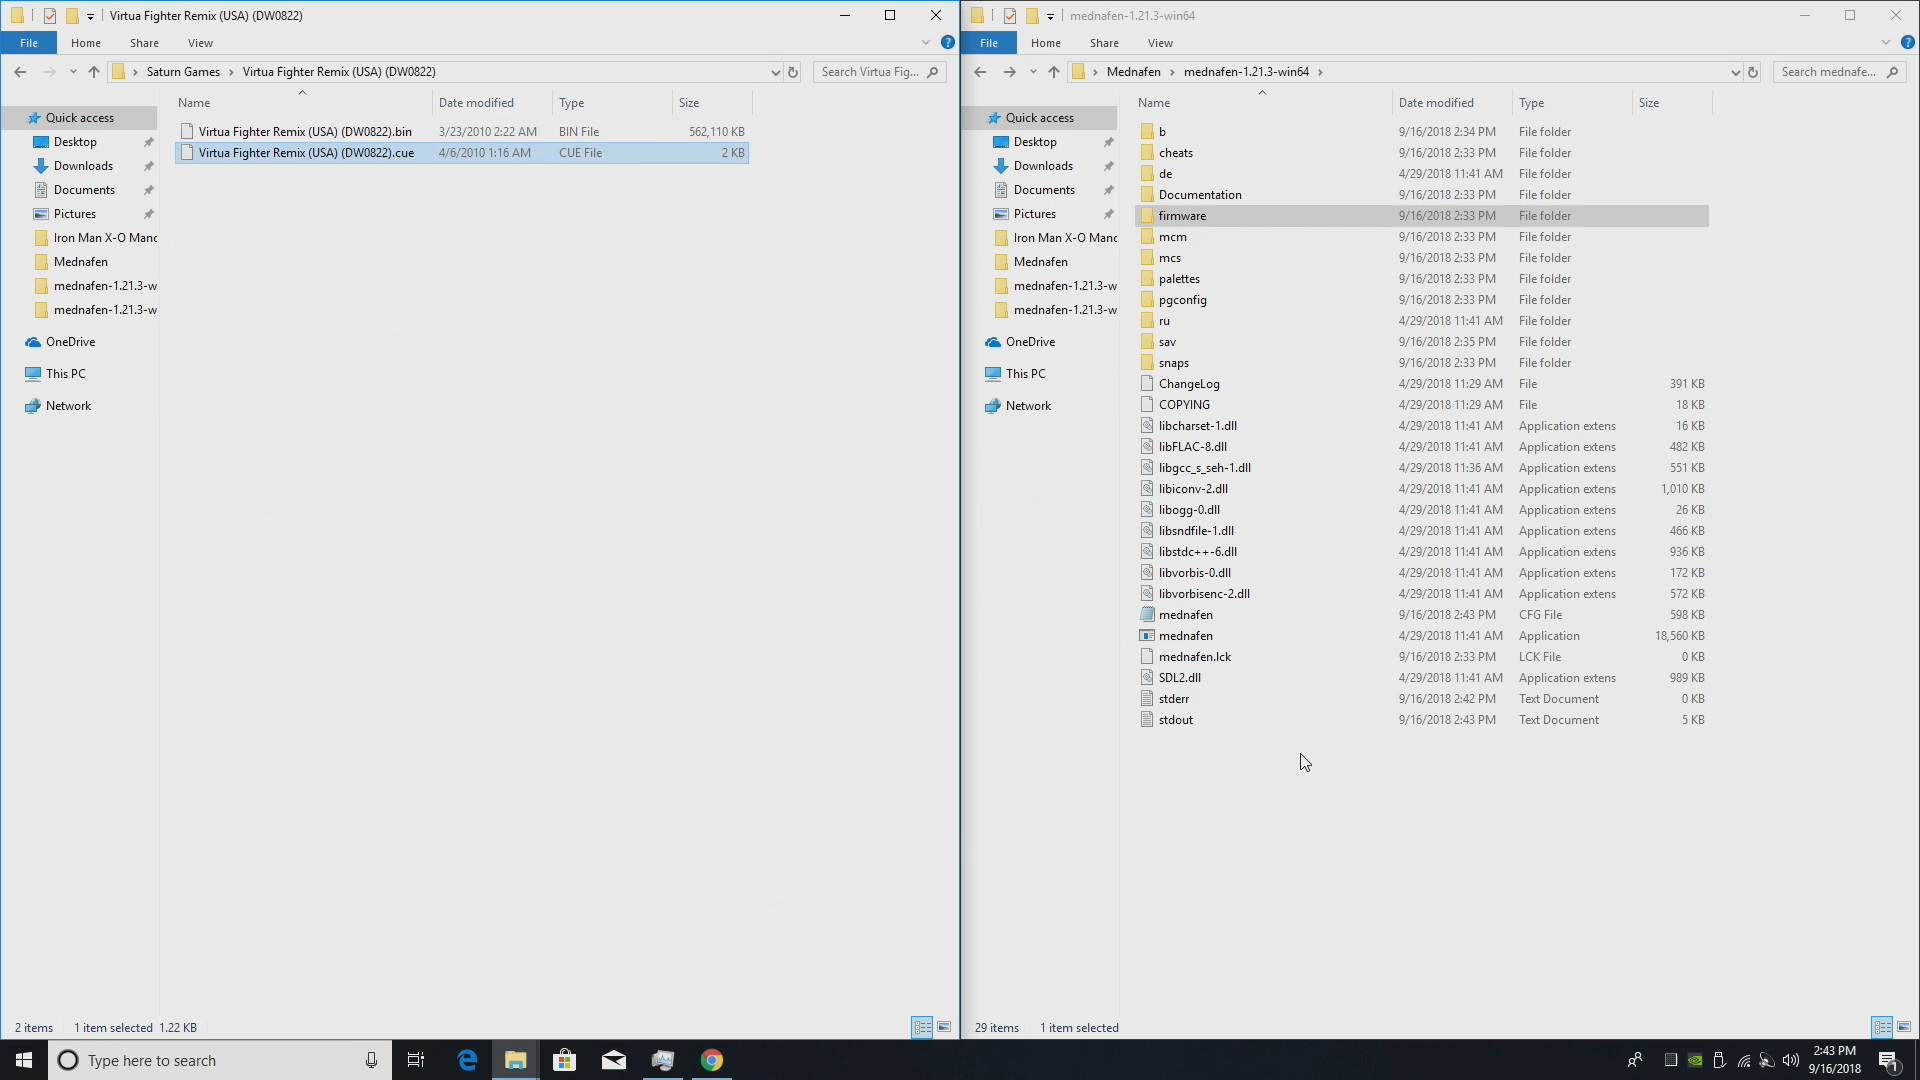 Virtua Fighter Remix (USA) (DW0822)
File Home Share View
Saturn Games Virtua Fighter Remix (USA) (DW0822)
Search Virtua Fig...
Name Date modified Type Size
Quick access
Desktop
Downloads
Documents
Pictures
Iron Man X-O Manc
Mednafen
mednafen-1.21.3-w
mednafen-1.21.3-w
OneDrive
This PC
Network
Virtua Fighter Remix (USA) (DW0822).bin 3/23/2010 2:22 AM BIN File 562,110 KB
Virtua Fighter Remix (USA) (DW0822).cue 4/6/2010 1:16 AM CUE File 2 KB
2 items 1 item selected 1.22 KB
mednafen-1.21.3-win64
File Home Share View
Mednafen mednafen-1.21.3-win64
Search mednafe...
Name Date modified Type Size
Quick access
Desktop
Downloads
Documents
Pictures
Iron Man X-O Manc
Mednafen
mednafen-1.21.3-w
mednafen-1.21.3-w
OneDrive
This PC
Network
b 9/16/2018 2:34 PM File folder
cheats 9/16/2018 2:33 PM File folder
de 4/29/2018 11:41 AM File folder
Documentation 9/16/2018 2:33 PM File folder
firmware 9/16/2018 2:33 PM File folder
mcm 9/16/2018 2:33 PM File folder
mcs 9/16/2018 2:33 PM File folder
palettes 9/16/2018 2:33 PM File folder
pgconfig 9/16/2018 2:33 PM File folder
ru 4/29/2018 11:41 AM File folder
sav 9/16/2018 2:35 PM File folder
snaps 9/16/2018 2:33 PM File folder
ChangeLog 4/29/2018 11:29 AM File 391 KB
COPYING 4/29/2018 11:29 AM File 18 KB
libcharset-1.dll 4/29/2018 11:41 AM Application extens 16 KB
libFLAC-8.dll 4/29/2018 11:41 AM Application extens 482 KB
libgcc_s_seh-1.dll 4/29/2018 11:36 AM Application extens 551 KB
libiconv-2.dll 4/29/2018 11:41 AM Application extens 1,010 KB
libogg-0.dll 4/29/2018 11:41 AM Application extens 26 KB
libsndfile-1.dll 4/29/2018 11:41 AM Application extens 466 KB
libstdc++-6.dll 4/29/2018 11:41 AM Application extens 936 KB
libvorbis-0.dll 4/29/2018 11:41 AM Application extens 172 KB
libvorbisenc-2.dll 4/29/2018 11:41 AM Application extens 572 KB
mednafen 9/16/2018 2:43 PM CFG File 598 KB
mednafen 4/29/2018 11:41 AM Application 18,560 KB
mednafen.lck 9/16/2018 2:33 PM LCK File 0 KB
SDL2.dll 4/29/2018 11:41 AM Application extens 989 KB
stderr 9/16/2018 2:42 PM Text Document 0 KB
stdout 9/16/2018 2:43 PM Text Document 5 KB
29 items 1 item selected
Type here to search
2:43 PM
9/16/2018
1